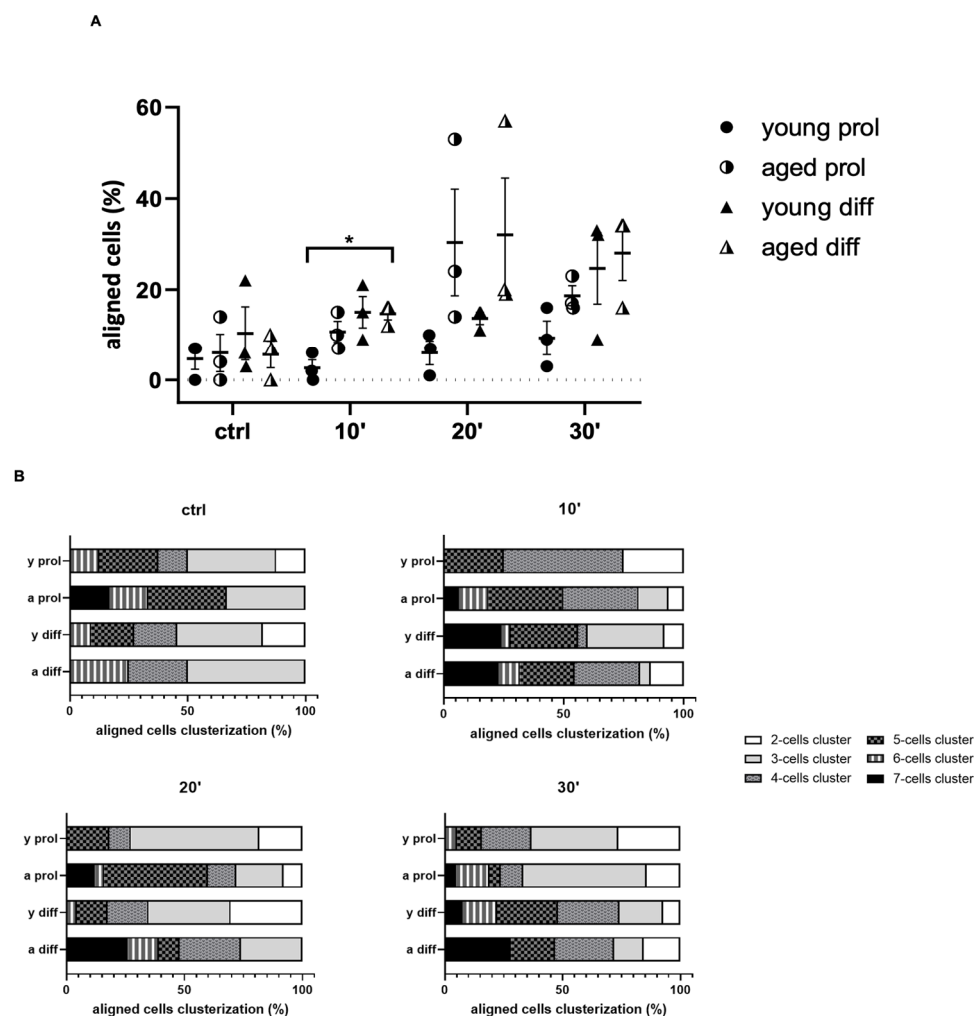 A
aligned cells (%)
60
40
20
0
*
ctrl
10'
20'
30'
young prol
aged prol
young diff
aged diff
B
ctrl
y prol
a prol
y diff
a diff
0
50
100
aligned cells clusterization (%)
10'
y prol
a prol
y diff
a diff
0
50
100
aligned cells clusterization (%)
2-cells cluster
3-cells cluster
4-cells cluster
5-cells cluster
6-cells cluster
7-cells cluster
20'
y prol
a prol
y diff
a diff
0
50
100
aligned cells clusterization (%)
30'
y prol
a prol
y diff
a diff
0
50
100
aligned cells clusterization (%)